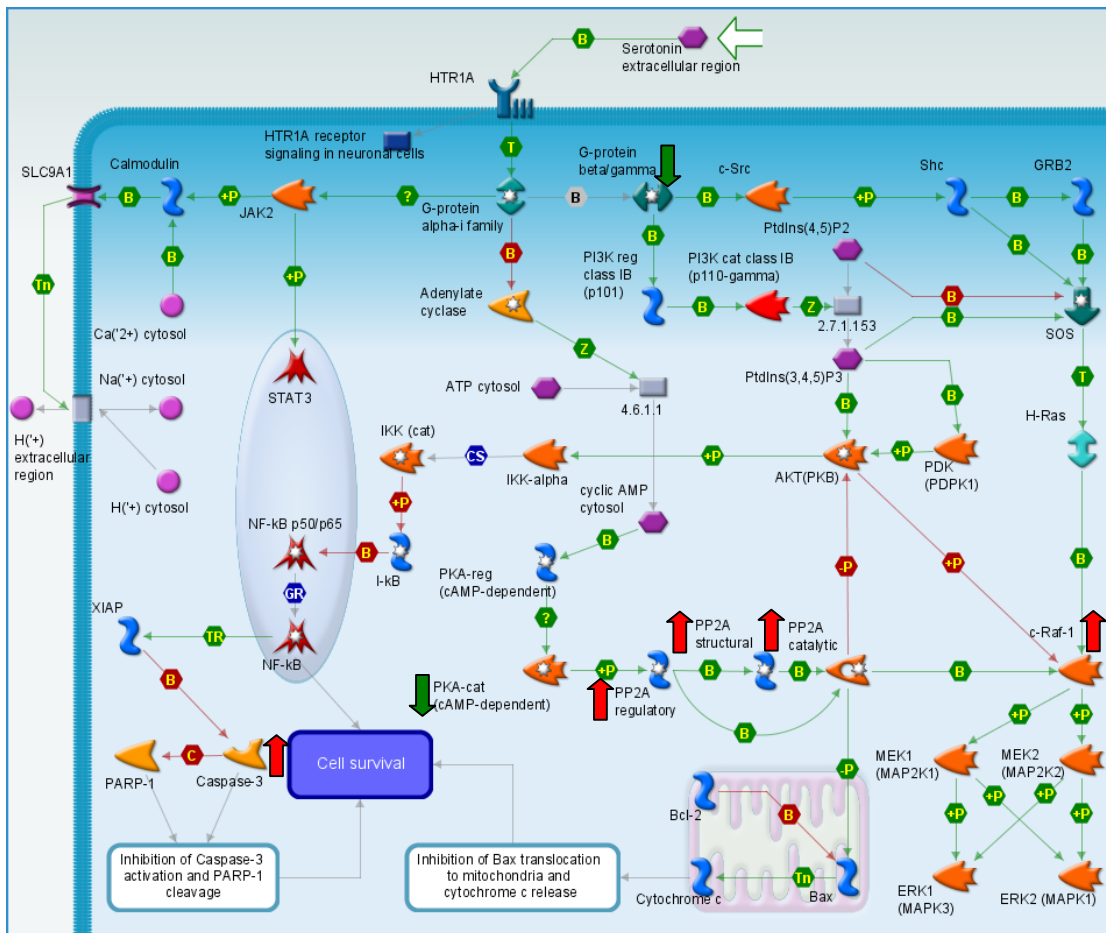 B
Serotonin
extracellular region
HTR1A
HTR1A receptor
signaling in neuronal cells
T
G-protein
beta/gamma
c-Src
Shc
GRB2
SLC9A1
Calmodulin
B
+P
JAK2
?
G-protein
alpha-i family
B
B
+P
B
B
B
PtdIns(4,5)P2
Tn
B
+P
B
B
PI3K reg
class IB
(p101)
PI3K cat class IB
(p110-gamma)
Adenylate
cyclase
B
Z
2.7.1.153
B
B
SOS
Ca('2+) cytosol
Z
PtdIns(3,4,5)P3
T
Na('+) cytosol
STAT3
ATP cytosol
4.6.1.1
B
B
H-Ras
H('+)
extracellular
region
H('+) cytosol
IKK (cat)
CS
IKK-alpha
+P
AKT(PKB)
+P
PDK
(PDPK1)
+P
cyclic AMP
cytosol
NF-kB p50/p65
B
I-kB
B
PKA-reg
(cAMP-dependent)
-P
+P
B
GR
XIAP
TR
NF-kB
?
PP2A
structural
PP2A
catalytic
c-Raf-1
B
PKA-cat
(cAMP-dependent)
+P
PP2A
regulatory
B
B
B
B
C
PARP-1
Caspase-3
Cell survival
-P
+P
+P
MEK1
(MAP2K1)
MEK2
(MAP2K2)
Bcl-2
B
+P
+P
+P
+P
Inhibition of Caspase-3
activation and PARP-1
cleavage
Inhibition of Bax translocation
to mitochondria and
cytochrome c release
Tn
Cytochrome c
Bax
ERK1
(MAPK3)
ERK2 (MAPK1)